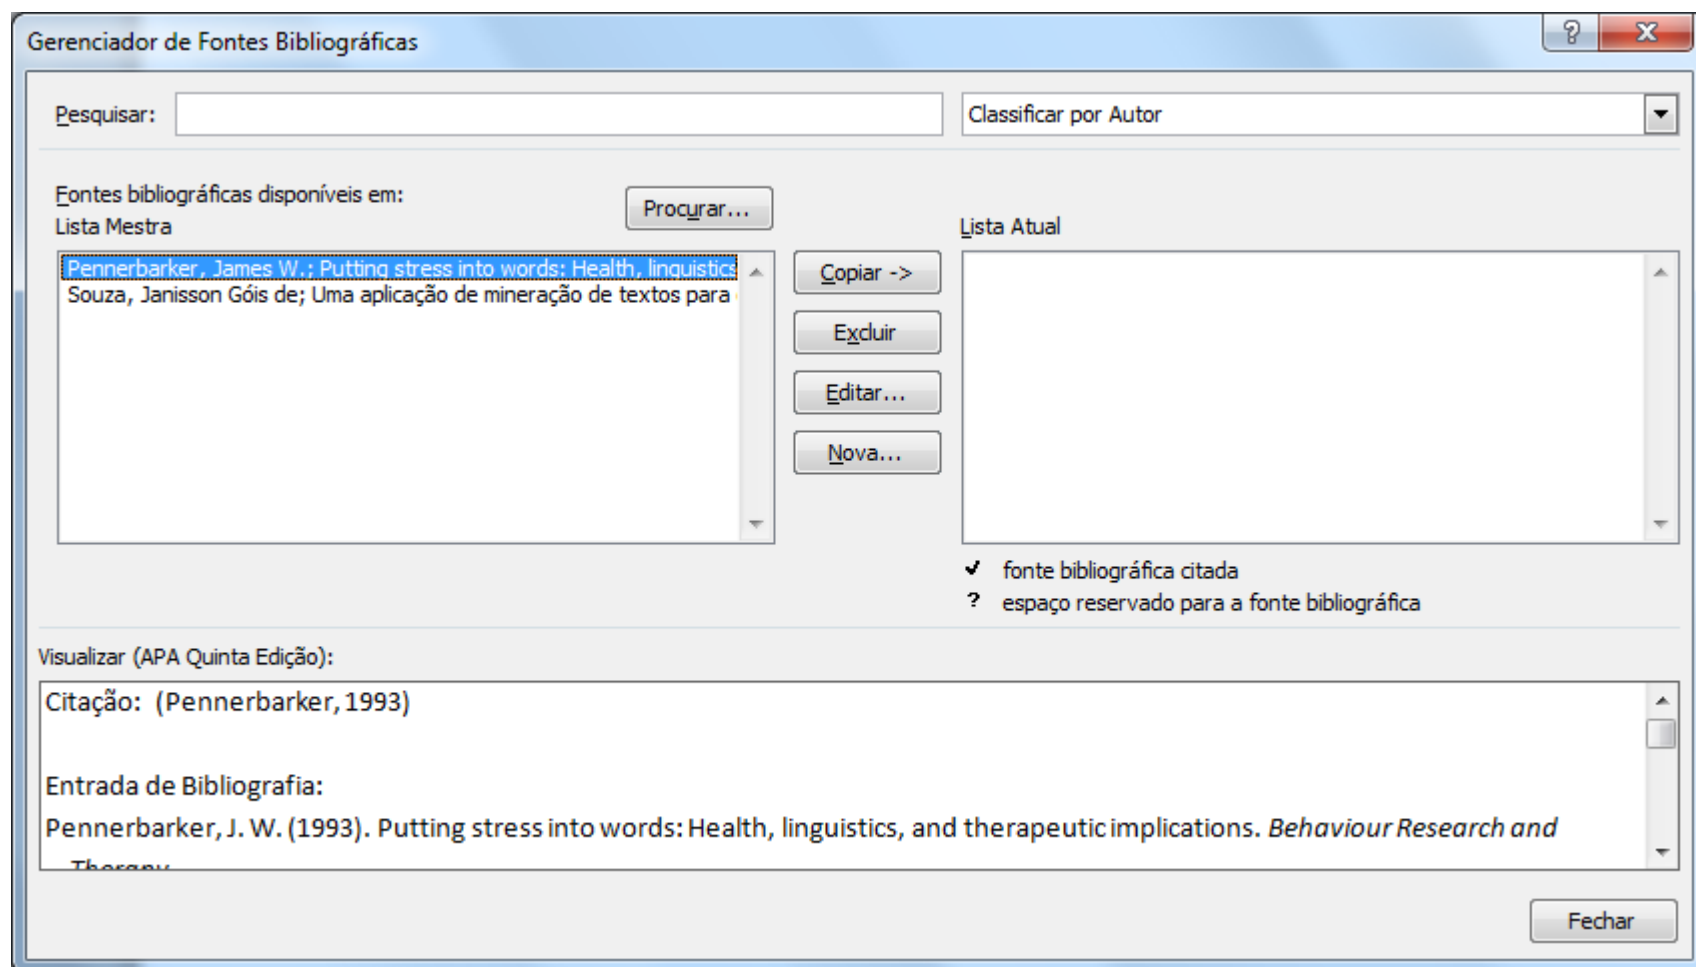 Gerenciador de Fontes Bibliográficas
Pesquisar:
Classificar por Autor
Fontes bibliográficas disponíveis em:
Procurar...
Lista Mestra
Lista Atual
Pennerbarker, James W.; Putting stress into words: Health, linguistics
Souza, Janisson Góis de; Uma aplicação de mineração de textos para
Copiar ->
Excluir
Editar...
Nova...
✓ fonte bibliográfica citada
? espaço reservado para a fonte bibliográfica
Visualizar (APA Quinta Edição):
Citação: (Pennerbarker, 1993)
Entrada de Bibliografia:
Pennerbarker, J. W. (1993). Putting stress into words: Health, linguistics, and therapeutic implications. Behaviour Research and
Therapy
Fechar